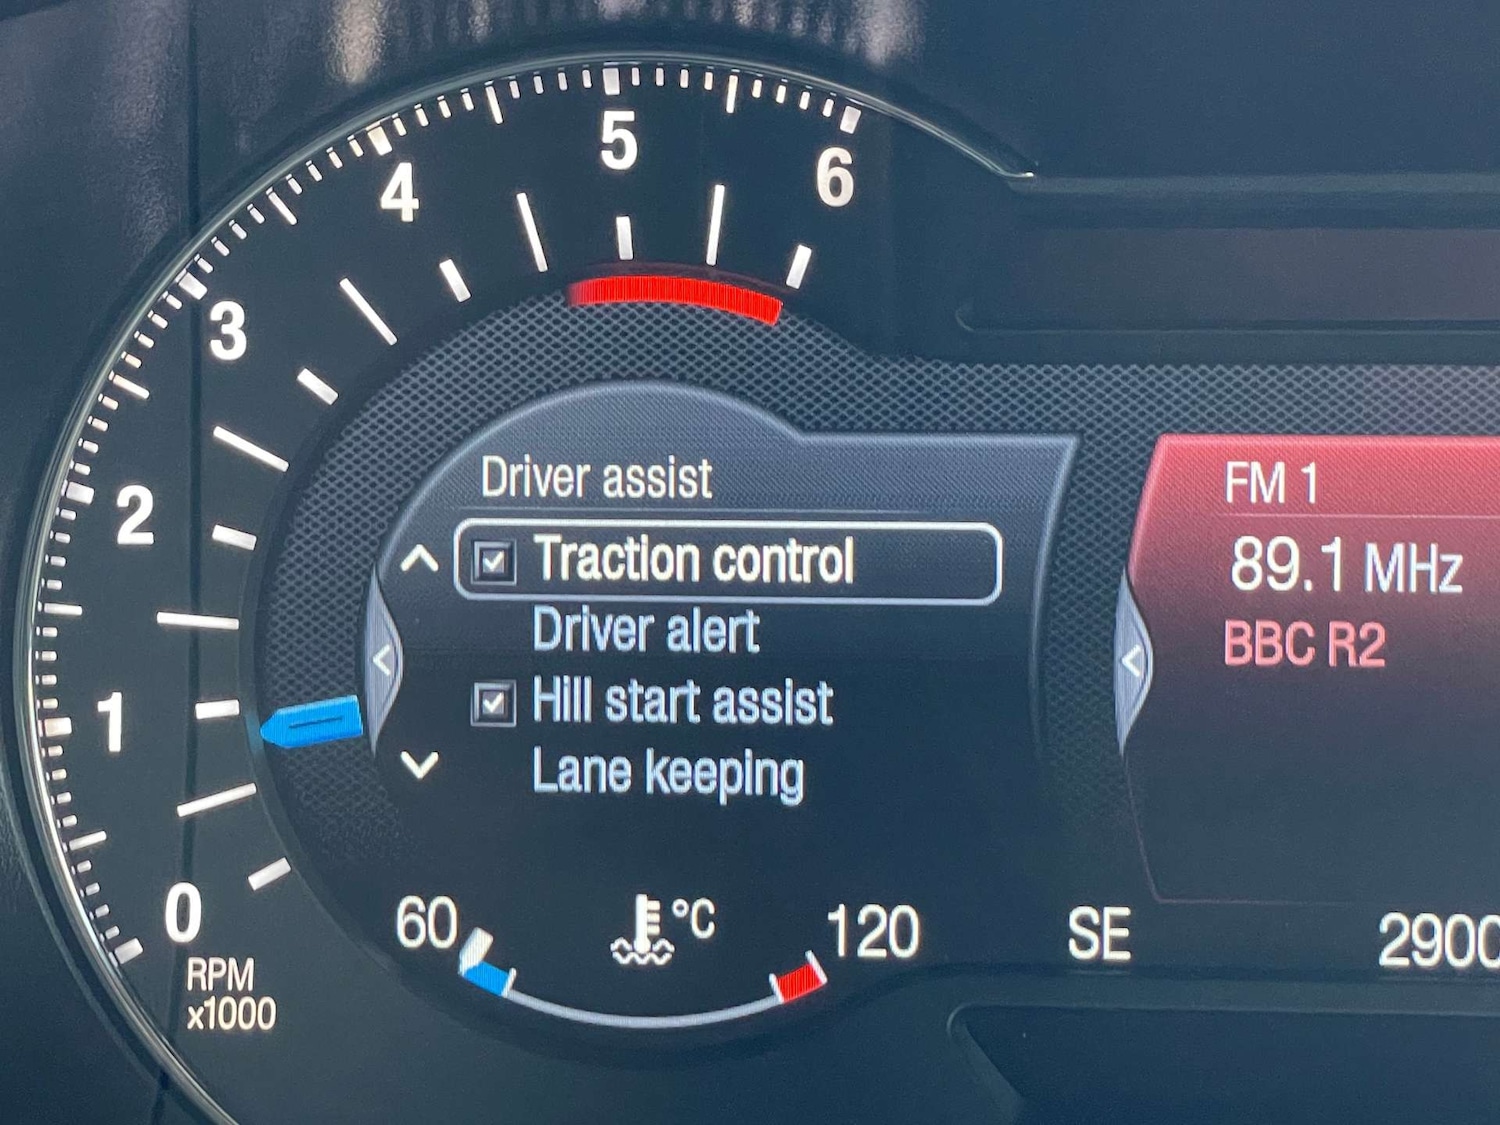 5
4
6
3
2
1
0
RPM
x1000
Driver assist
Traction control
Driver alert
Hill start assist
Lane keeping
60
°C
120
FM 1
89.1 MHz
BBC R2
SE
2900